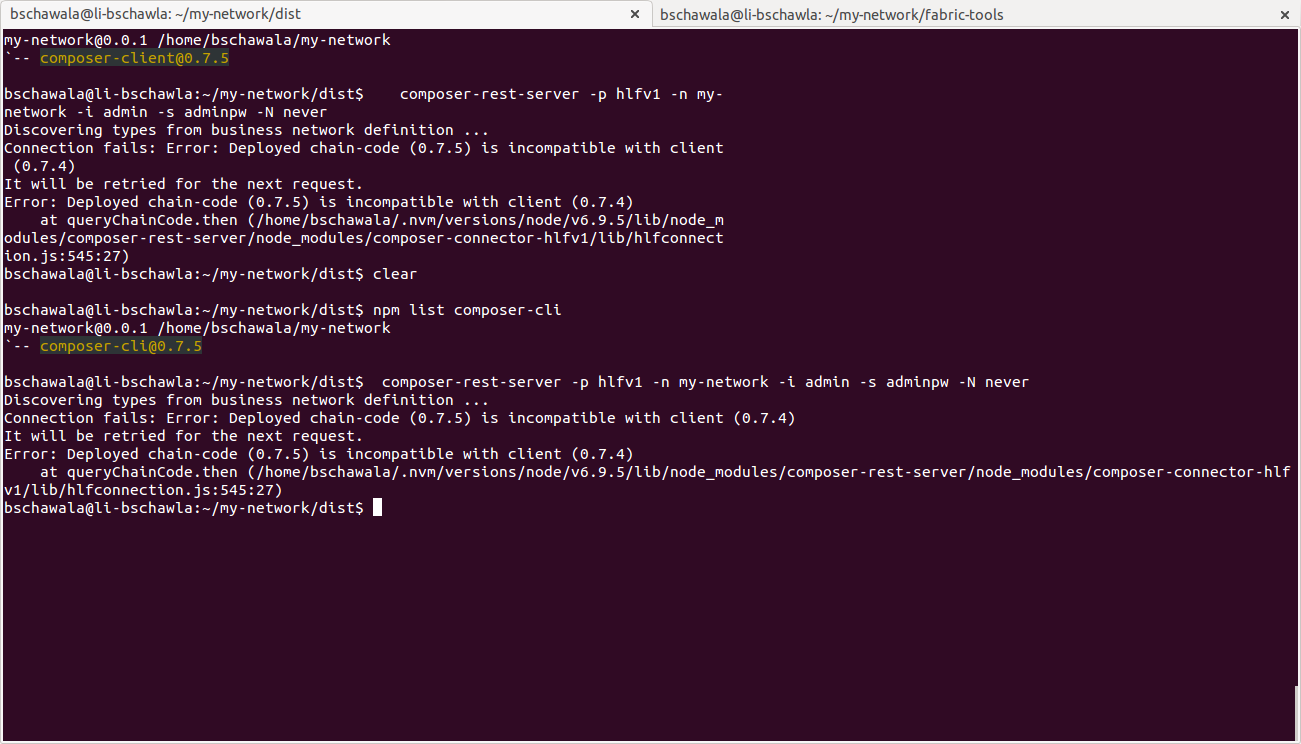 bschawala@li-bschawla: ~/my-network/dist × bschawala@li-bschawla: ~/my-network/fabric-tools ×
my-network@0.0.1 /home/bschawala/my-network
`-- composer-client@0.7.5
bschawala@li-bschawla:~/my-network/dist$    composer-rest-server -p hlfv1 -n my-
network -i admin -s adminpw -N never
Discovering types from business network definition ...
Connection fails: Error: Deployed chain-code (0.7.5) is incompatible with client
 (0.7.4)
It will be retried for the next request.
Error: Deployed chain-code (0.7.5) is incompatible with client (0.7.4)
    at queryChainCode.then (/home/bschawala/.nvm/versions/node/v6.9.5/lib/node_m
odules/composer-rest-server/node_modules/composer-connector-hlfv1/lib/hlfconnect
ion.js:545:27)
bschawala@li-bschawla:~/my-network/dist$ clear
bschawala@li-bschawla:~/my-network/dist$ npm list composer-cli
my-network@0.0.1 /home/bschawala/my-network
`-- composer-cli@0.7.5
bschawala@li-bschawla:~/my-network/dist$  composer-rest-server -p hlfv1 -n my-network -i admin -s adminpw -N never
Discovering types from business network definition ...
Connection fails: Error: Deployed chain-code (0.7.5) is incompatible with client (0.7.4)
It will be retried for the next request.
Error: Deployed chain-code (0.7.5) is incompatible with client (0.7.4)
    at queryChainCode.then (/home/bschawala/.nvm/versions/node/v6.9.5/lib/node_modules/composer-rest-server/node_modules/composer-connector-hlf
v1/lib/hlfconnection.js:545:27)
bschawala@li-bschawla:~/my-network/dist$